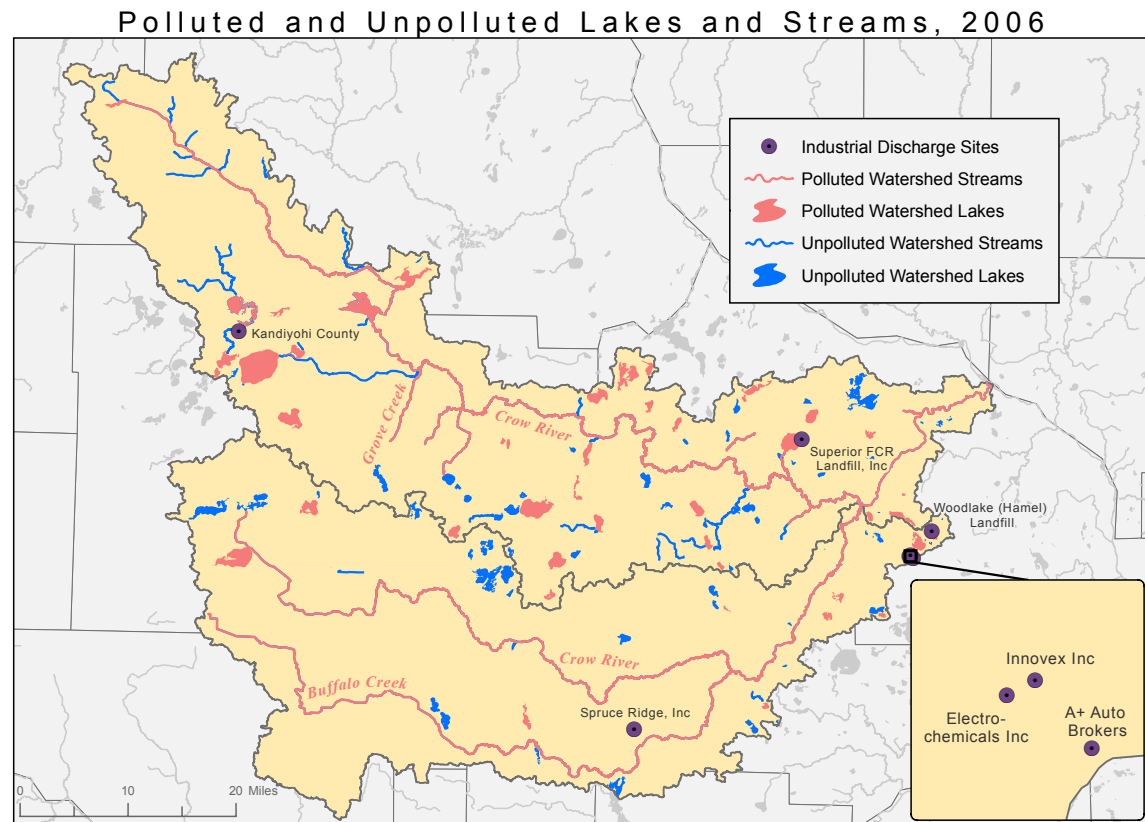 Polluted and Unpolluted Lakes and Streams, 2006
Industrial Discharge Sites
Polluted Watershed Streams
Polluted Watershed Lakes
Unpolluted Watershed Streams
Unpolluted Watershed Lakes
Kandiyohi County
Grove Creek
Crow River
Superior FCR
Landfill, Inc
Woodlake (Hamel)
Landfill
Crow River
Buffalo Creek
Spruce Ridge, Inc
Innovex Inc
Electro-
chemicals Inc
A+ Auto
Brokers
0 10 20 Miles